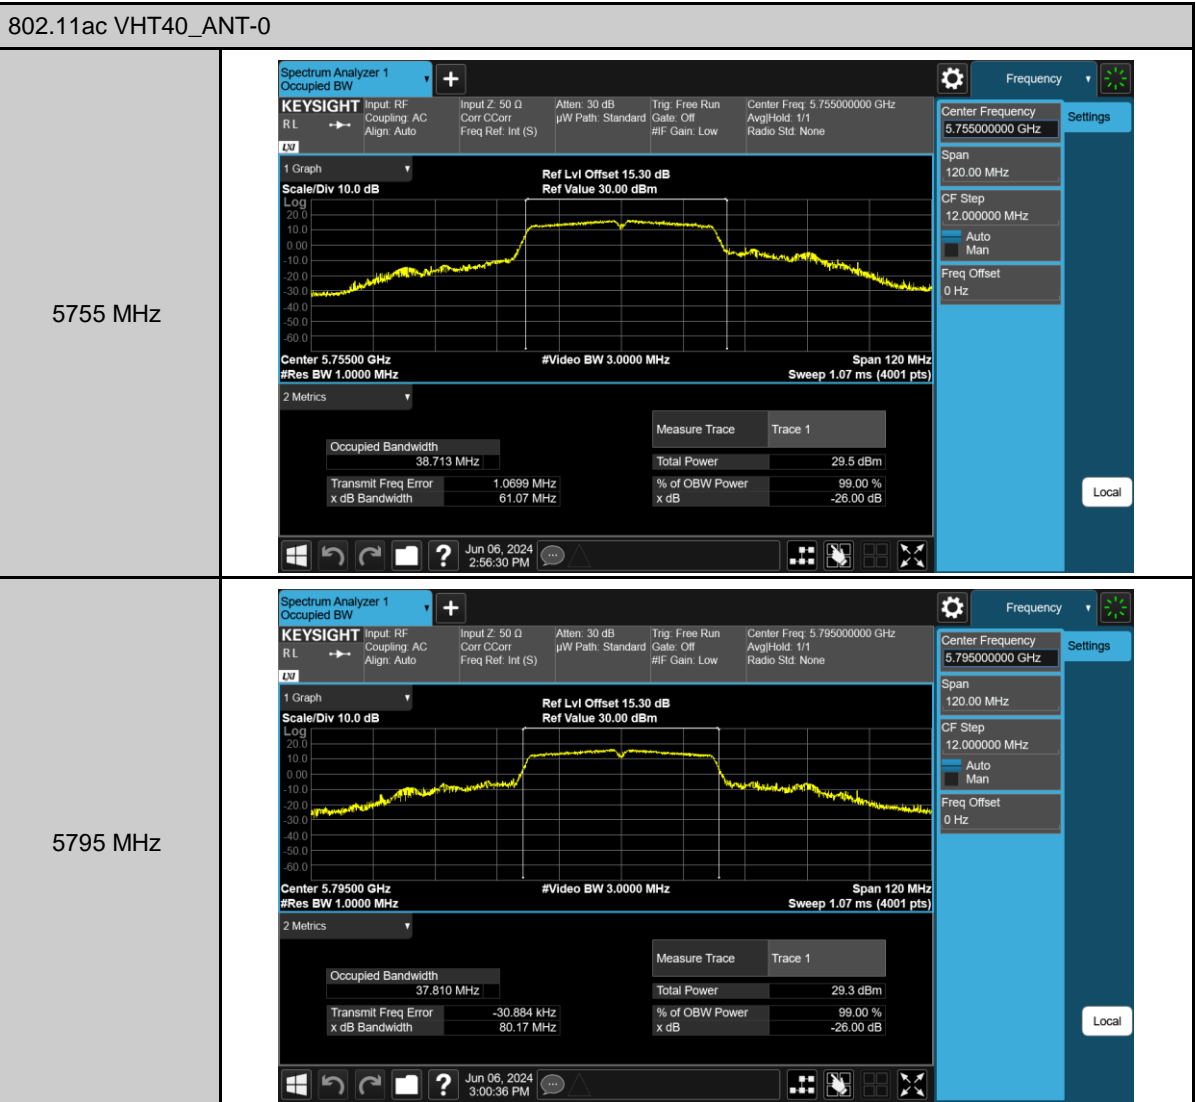 802.11ac VHT40_ANT-0
5755 MHz
Spectrum Analyzer 1
Occupied BW
Frequency
KEYSIGHT
RL
LXI
Input: RF
Coupling: AC
Align: Auto
Input Z: 50 Ω
Corr CCorr
Freq Ref: Int (S)
Atten: 30 dB
µW Path: Standard
Trig: Free Run
Gate: Off
#IF Gain: Low
Center Freq: 5.755000000 GHz
Avg|Hold: 1/1
Radio Std: None
Center Frequency
5.755000000 GHz
Settings
Span
120.00 MHz
CF Step
12.000000 MHz
Auto
Man
Freq Offset
0 Hz
Local
1 Graph
Scale/Div 10.0 dB
Ref Lvl Offset 15.30 dB
Ref Value 30.00 dBm
Log
20.0
10.0
0.00
-10.0
-20.0
-30.0
-40.0
-50.0
-60.0
Center 5.75500 GHz
#Res BW 1.0000 MHz
#Video BW 3.0000 MHz
Span 120 MHz
Sweep 1.07 ms (4001 pts)
2 Metrics
Occupied Bandwidth
38.713 MHz
Transmit Freq Error 1.0699 MHz
x dB Bandwidth 61.07 MHz
Measure Trace Trace 1
Total Power 29.5 dBm
% of OBW Power 99.00 %
x dB -26.00 dB
?
Jun 06, 2024
2:56:30 PM
5795 MHz
Spectrum Analyzer 1
Occupied BW
Frequency
KEYSIGHT
RL
LXI
Input: RF
Coupling: AC
Align: Auto
Input Z: 50 Ω
Corr CCorr
Freq Ref: Int (S)
Atten: 30 dB
µW Path: Standard
Trig: Free Run
Gate: Off
#IF Gain: Low
Center Freq: 5.795000000 GHz
Avg|Hold: 1/1
Radio Std: None
Center Frequency
5.795000000 GHz
Settings
Span
120.00 MHz
CF Step
12.000000 MHz
Auto
Man
Freq Offset
0 Hz
Local
1 Graph
Scale/Div 10.0 dB
Ref Lvl Offset 15.30 dB
Ref Value 30.00 dBm
Log
20.0
10.0
0.00
-10.0
-20.0
-30.0
-40.0
-50.0
-60.0
Center 5.79500 GHz
#Res BW 1.0000 MHz
#Video BW 3.0000 MHz
Span 120 MHz
Sweep 1.07 ms (4001 pts)
2 Metrics
Occupied Bandwidth
37.810 MHz
Transmit Freq Error -30.884 kHz
x dB Bandwidth 80.17 MHz
Measure Trace Trace 1
Total Power 29.3 dBm
% of OBW Power 99.00 %
x dB -26.00 dB
?
Jun 06, 2024
3:00:36 PM